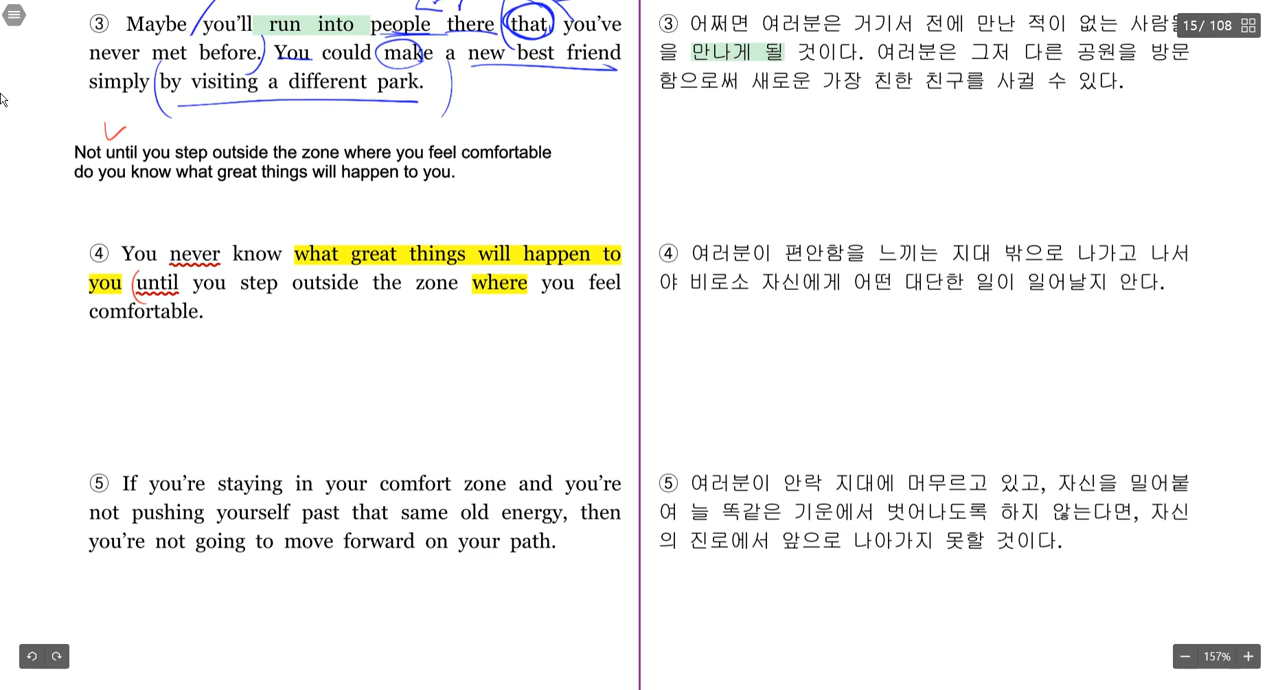 ③ Maybe you’ll run into people there that you’ve
never met before. You could make a new best friend
simply by visiting a different park.
Not until you step outside the zone where you feel comfortable
do you know what great things will happen to you.
④ You never know what great things will happen to
you until you step outside the zone where you feel
comfortable.
⑤ If you’re staying in your comfort zone and you’re
not pushing yourself past that same old energy, then
you’re not going to move forward on your path.
③ 어쩌면 여러분은 거기서 전에 만난 적이 없는 사람들
을 만나게 될 것이다. 여러분은 그저 다른 공원을 방문
함으로써 새로운 가장 친한 친구를 사귈 수 있다.
④ 여러분이 편안함을 느끼는 지대 밖으로 나가고 나서
야 비로소 자신에게 어떤 대단한 일이 일어날지 안다.
⑤ 여러분이 안락 지대에 머무르고 있고, 자신을 밀어붙
여 늘 똑같은 기운에서 벗어나도록 하지 않는다면, 자신
의 진로에서 앞으로 나아가지 못할 것이다.
15 / 108
157%